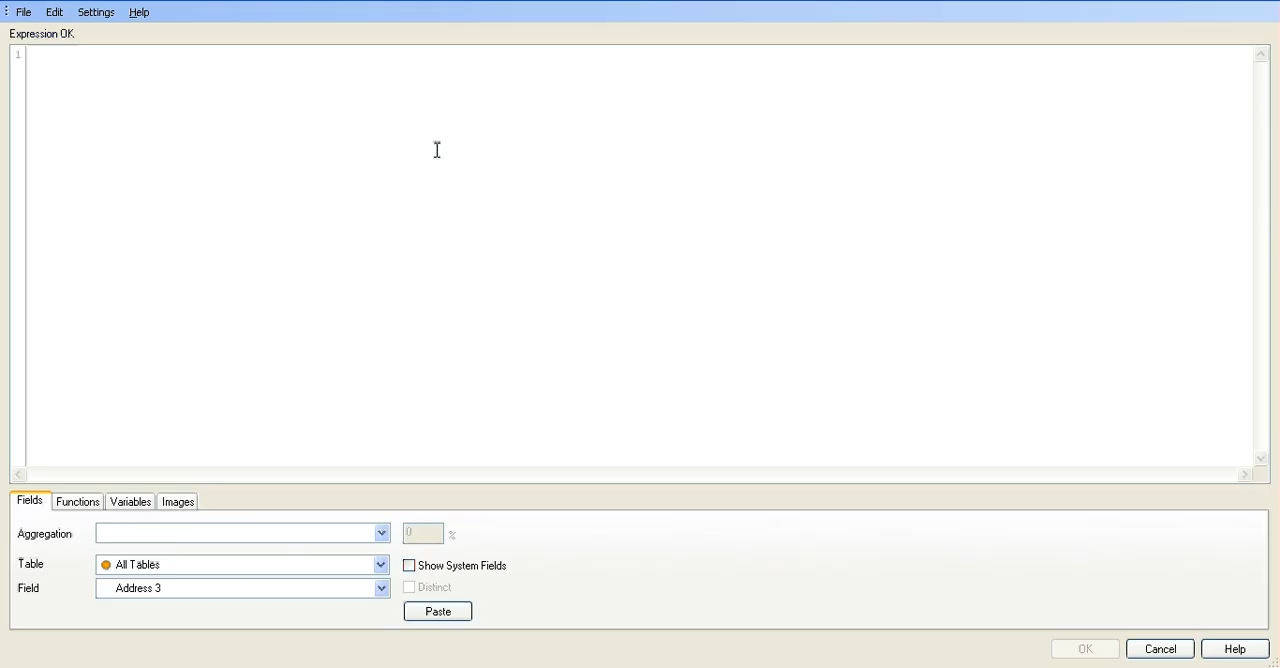 File Edit Settings Help
Expression OK
1
Fields Functions Variables Images
Aggregation 0 %
Table All Tables Show System Fields
Field Address 3 Distinct
Paste
OK Cancel Help